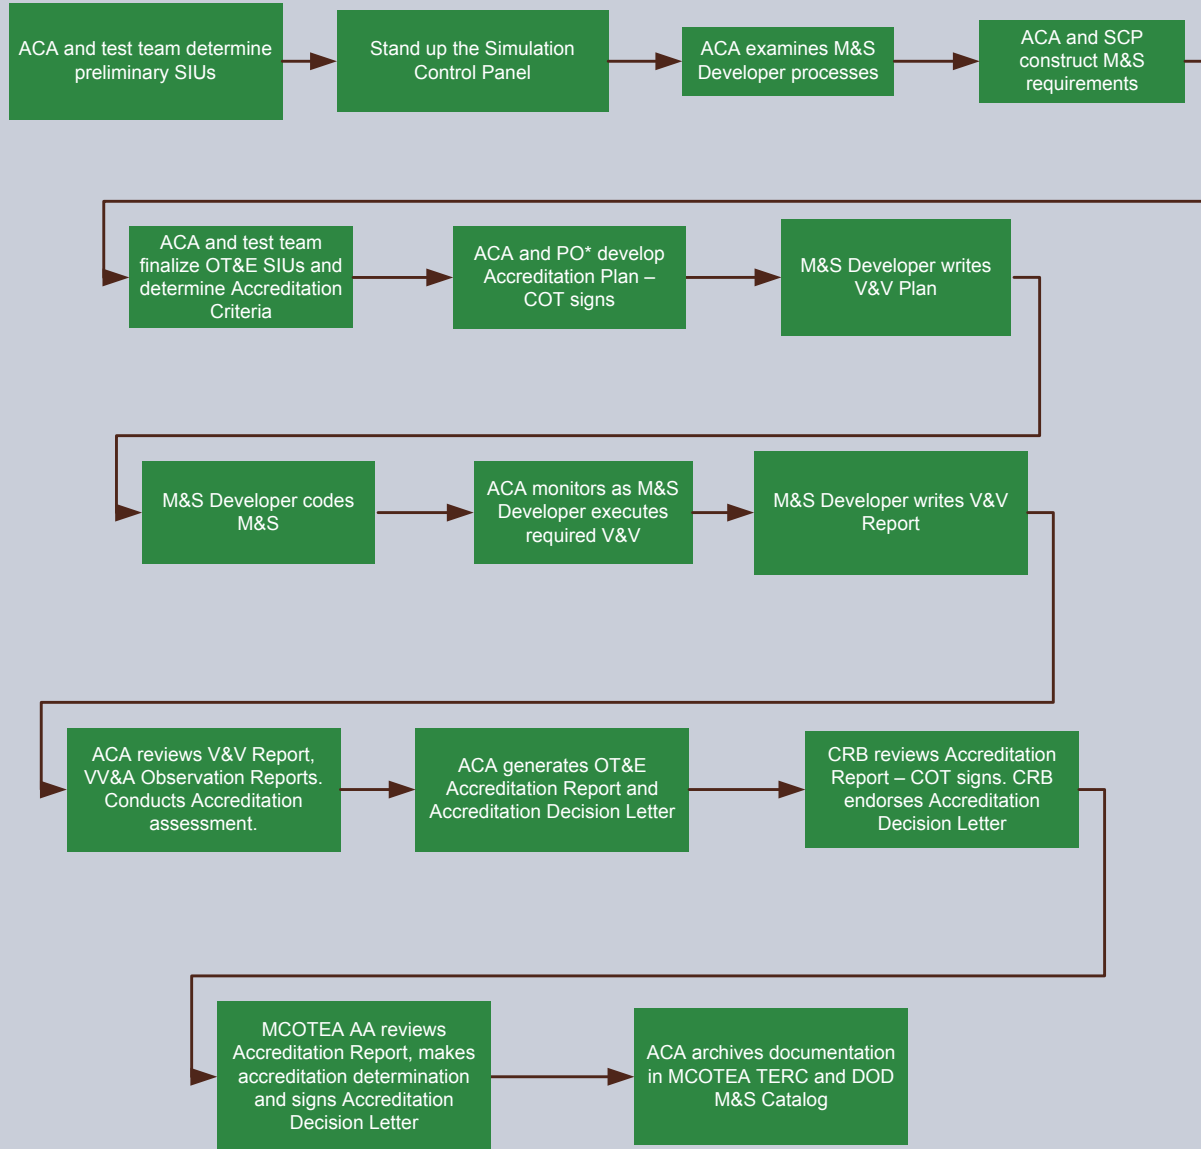 ACA and test team determine
preliminary SIUs
Stand up the Simulation
Control Panel
ACA examines M&S
Developer processes
ACA and SCP
construct M&S
requirements
ACA and test team
finalize OT&E SIUs and
determine Accreditation
Criteria
ACA and PO* develop
Accreditation Plan –
COT signs
M&S Developer writes
V&V Plan
M&S Developer codes
M&S
ACA monitors as M&S
Developer executes
required V&V
M&S Developer writes V&V
Report
ACA reviews V&V Report,
VV&A Observation Reports.
Conducts Accreditation
assessment.
ACA generates OT&E
Accreditation Report and
Accreditation Decision Letter
CRB reviews Accreditation
Report – COT signs. CRB
endorses Accreditation
Decision Letter
MCOTEA AA reviews
Accreditation Report, makes
accreditation determination
and signs Accreditation
Decision Letter
ACA archives documentation
in MCOTEA TERC and DOD
M&S Catalog